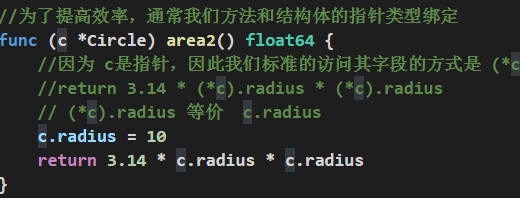 //为了提高效率，通常我们方法和结构体的指针类型绑定
func (c *Circle) area2() float64 {
//因为 c是指针，因此我们标准的访问其字段的方式是 (*c
//return 3.14 * (*c).radius * (*c).radius
// (*c).radius 等价 c.radius
c.radius = 10
return 3.14 * c.radius * c.radius
}